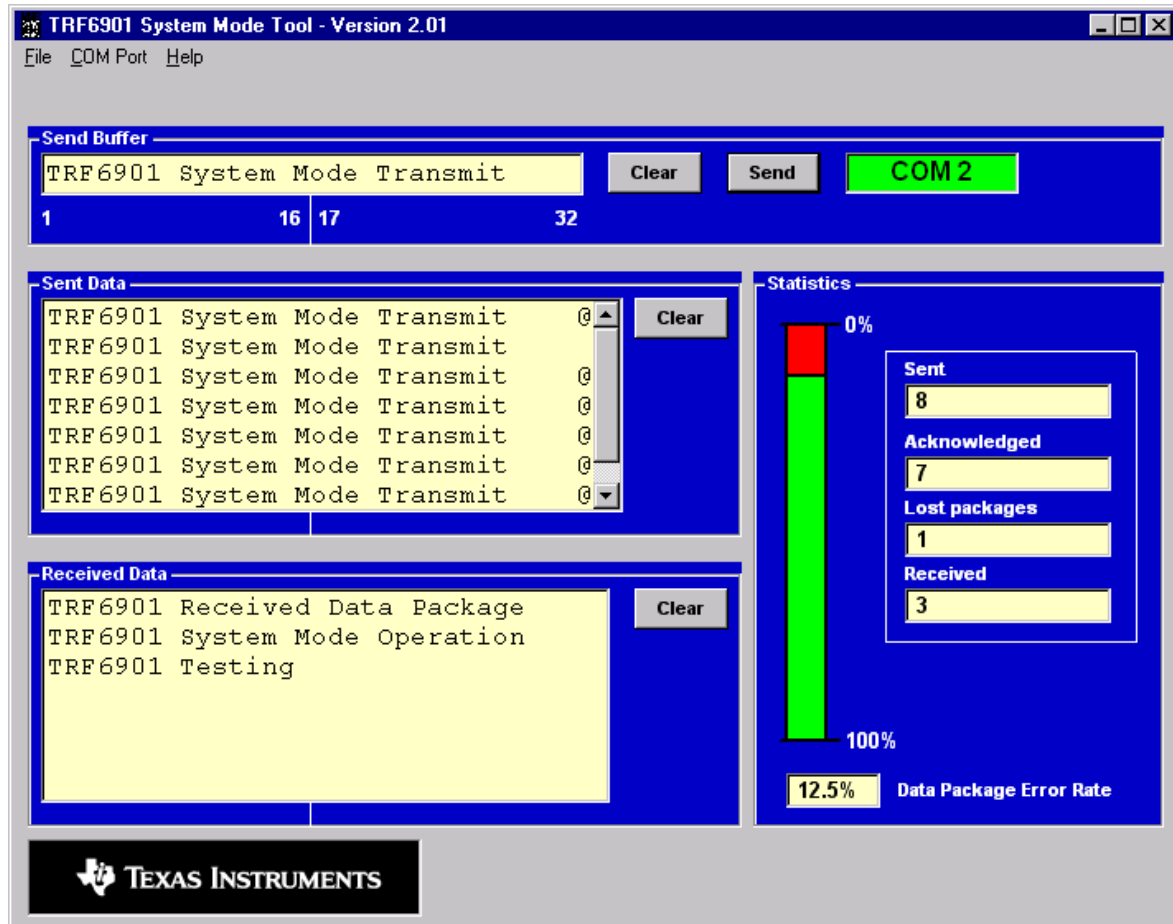 TRF6901 System Mode Tool - Version 2.01
File COM Port Help
Send Buffer
TRF6901 System Mode Transmit
Clear
Send
COM 2
1 16 17 32
Sent Data
TRF6901 System Mode Transmit @
TRF6901 System Mode Transmit
TRF6901 System Mode Transmit @
TRF6901 System Mode Transmit @
TRF6901 System Mode Transmit @
TRF6901 System Mode Transmit @
TRF6901 System Mode Transmit @
Clear
Received Data
TRF6901 Received Data Package
TRF6901 System Mode Operation
TRF6901 Testing
Clear
Statistics
0%
100%
Sent
8
Acknowledged
7
Lost packages
1
Received
3
12.5% Data Package Error Rate
TEXAS INSTRUMENTS